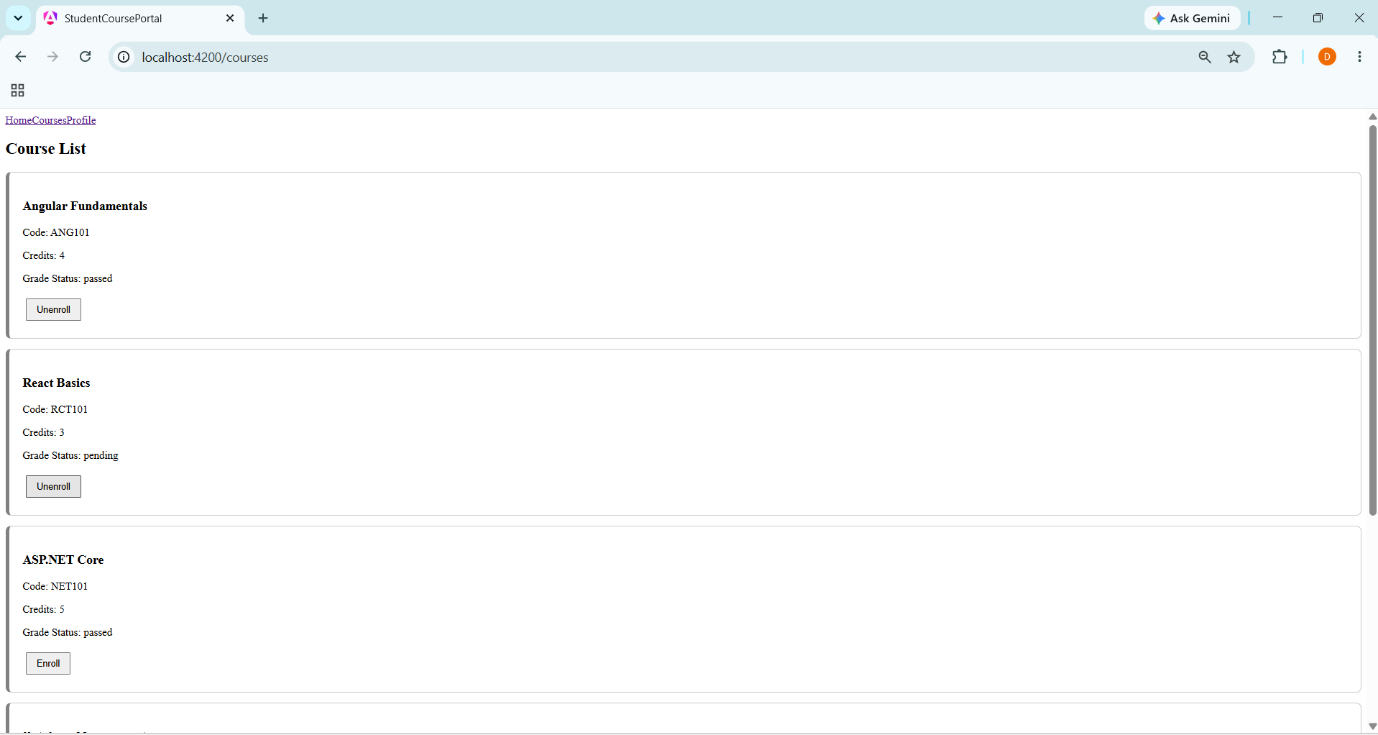 StudentCoursePortal
Ask Gemini
localhost:4200/courses
D
HomeCoursesProfile
Course List
Angular Fundamentals
Code: ANG101
Credits: 4
Grade Status: passed
Unenroll
React Basics
Code: RCT101
Credits: 3
Grade Status: pending
Unenroll
ASP.NET Core
Code: NET101
Credits: 5
Grade Status: passed
Enroll